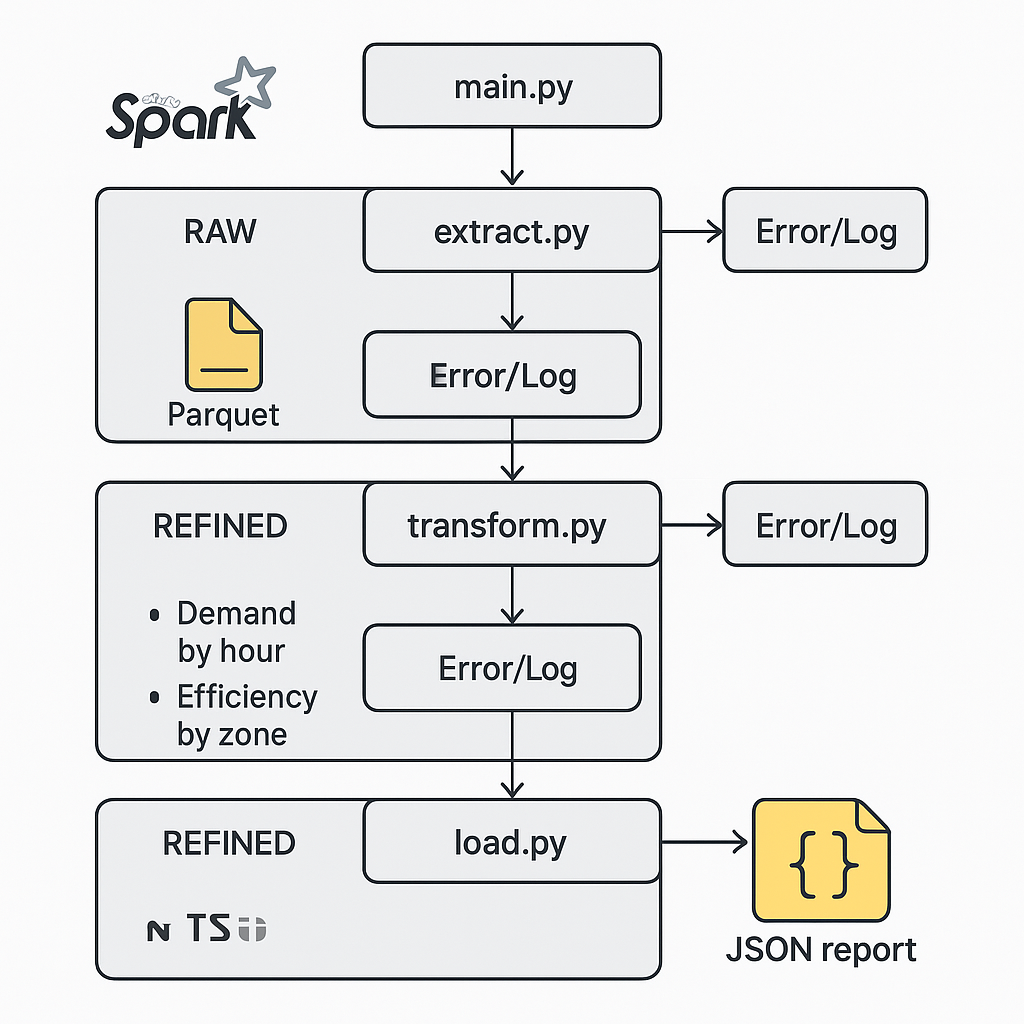 Spark
main.py
RAW
extract.py
Error/Log
Error/Log
Parquet
REFINED
transform.py
Error/Log
• Demand
by hour
• Efficiency
by zone
Error/Log
REFINED
load.py
{ }
N TS
JSON report